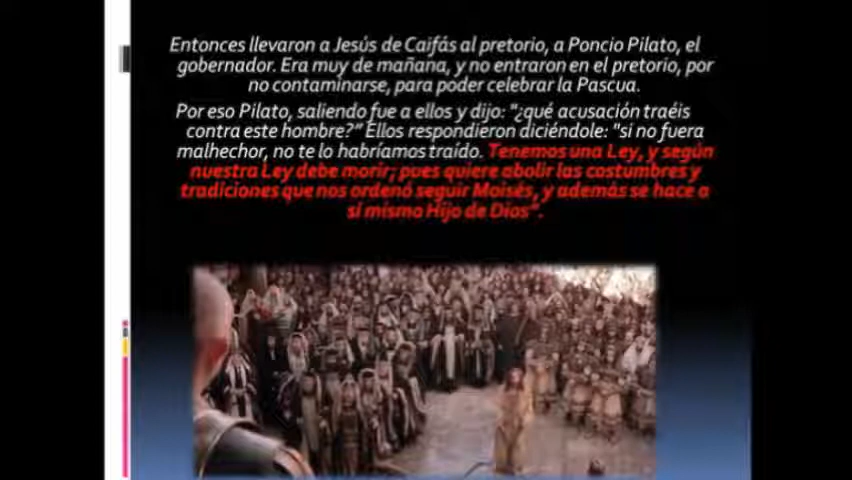 Entonces llevaron a Jesús de Caifás al pretorio, a Poncio Pilato, el
gobernador. Era muy de mañana, y no entraron en el pretorio, por
no contaminarse, para poder celebrar la Pascua.
Por eso Pilato, saliendo fue a ellos y dijo: "¿qué acusación traéis
contra este hombre?" Ellos respondieron diciéndole: "si no fuera
malhechor, no te lo habríamos traído. Tenemos una Ley, y según
nuestra Ley debe morir; pues quiere abolir las costumbres y
tradiciones que nos ordenó seguir Moisés, y además se hace a
sí mismo Hijo de Dios".